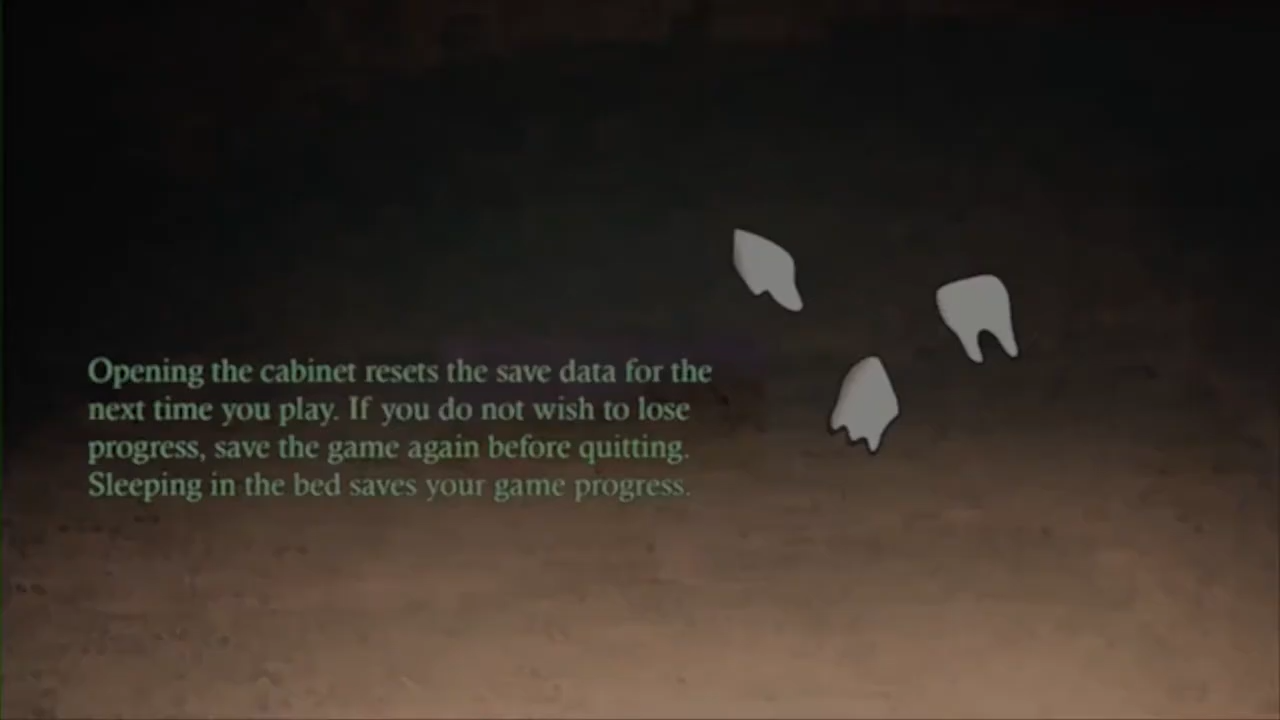 Opening the cabinet resets the save data for the
next time you play. If you do not wish to lose
progress, save the game again before quitting.
Sleeping in the bed saves your game progress.